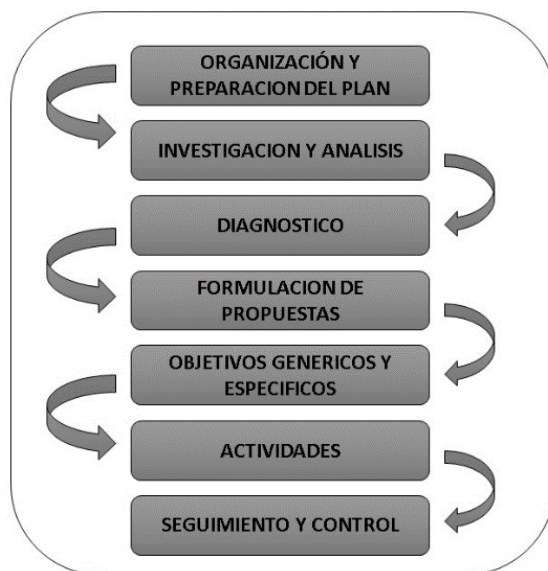 ORGANIZACIÓN Y
PREPARACION DEL PLAN
INVESTIGACION Y ANALISIS
DIAGNOSTICO
FORMULACION DE
PROPUESTAS
OBJETIVOS GENERICOS Y
ESPECIFICOS
ACTIVIDADES
SEGUIMIENTO Y CONTROL